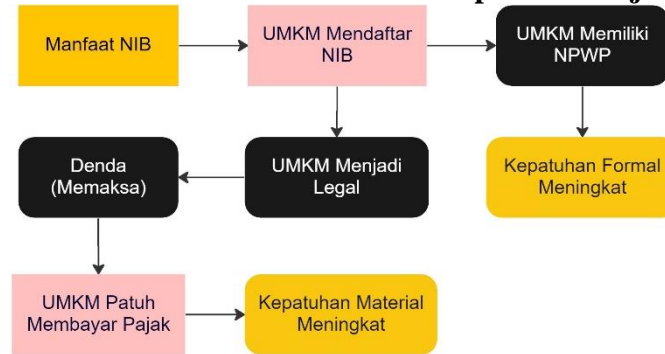 Manfaat NIB
UMKM Mendaftar
NIB
UMKM Memiliki
NPWP
Denda
(Memaksa)
UMKM Menjadi
Legal
Kepatuhan Formal
Meningkat
UMKM Patuh
Membayar Pajak
Kepatuhan Material
Meningkat